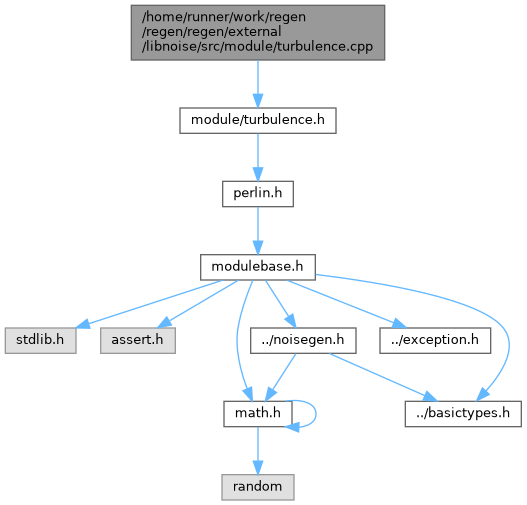 /home/runner/work/regen
/regen/regen/external
/libnoise/src/module/turbulence.cpp
module/turbulence.h
perlin.h
modulebase.h
stdlib.h
assert.h
../noisegen.h
../exception.h
math.h
../basictypes.h
random